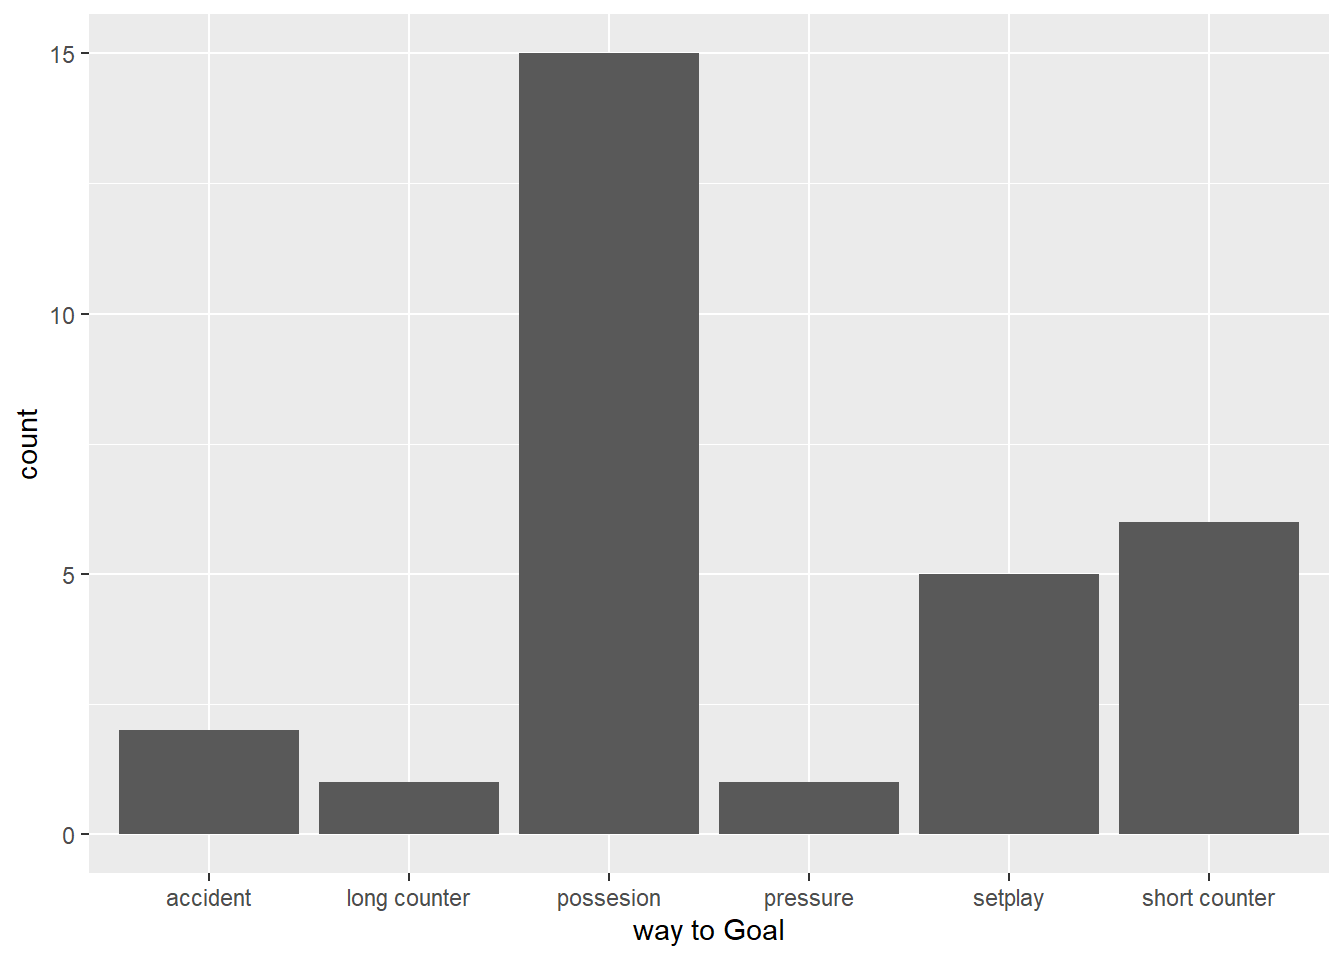 15
10
5
0
count
accident
long counter
possesion
pressure
setplay
short counter
way to Goal